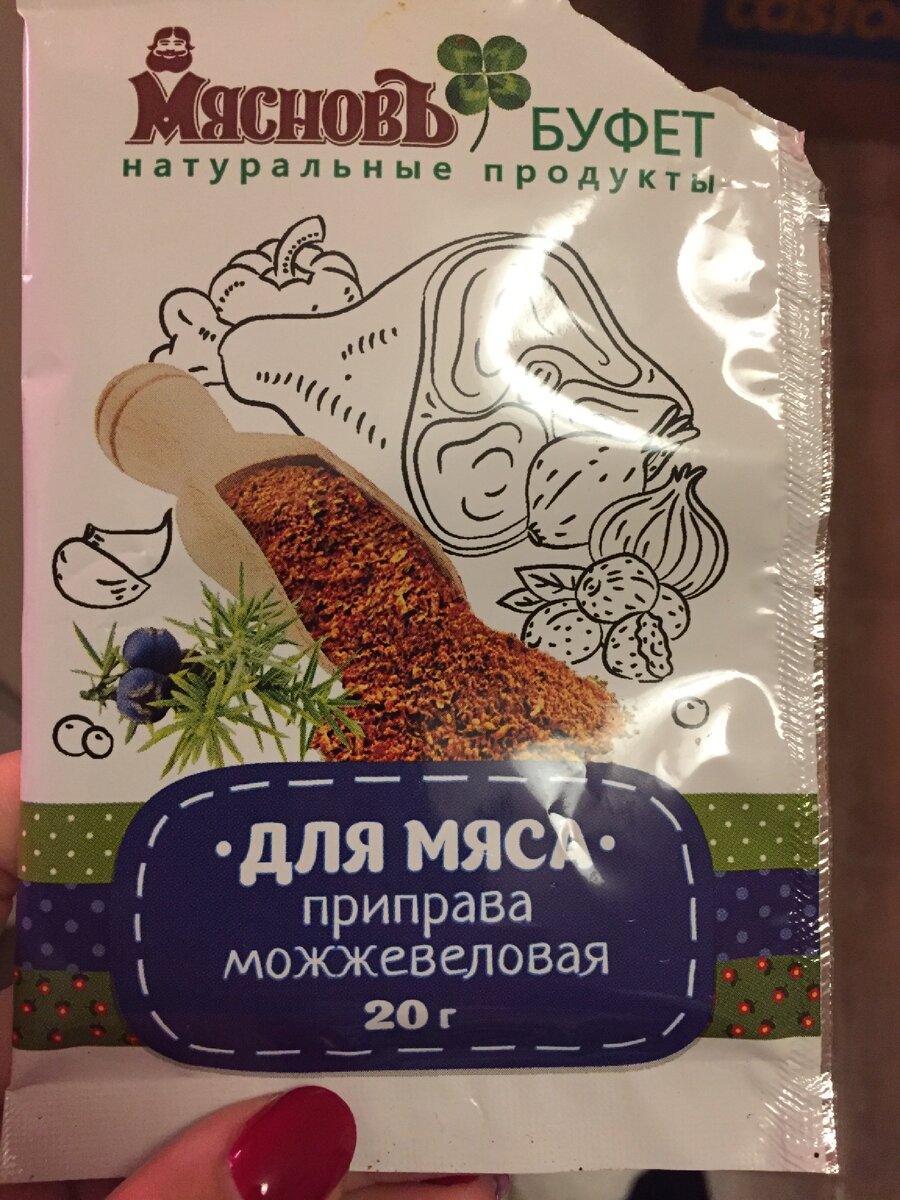 МясновЪ
БУФЕТ
натуральные продукты
·ДЛЯ МЯСА·
приправа
можжевеловая
20 г